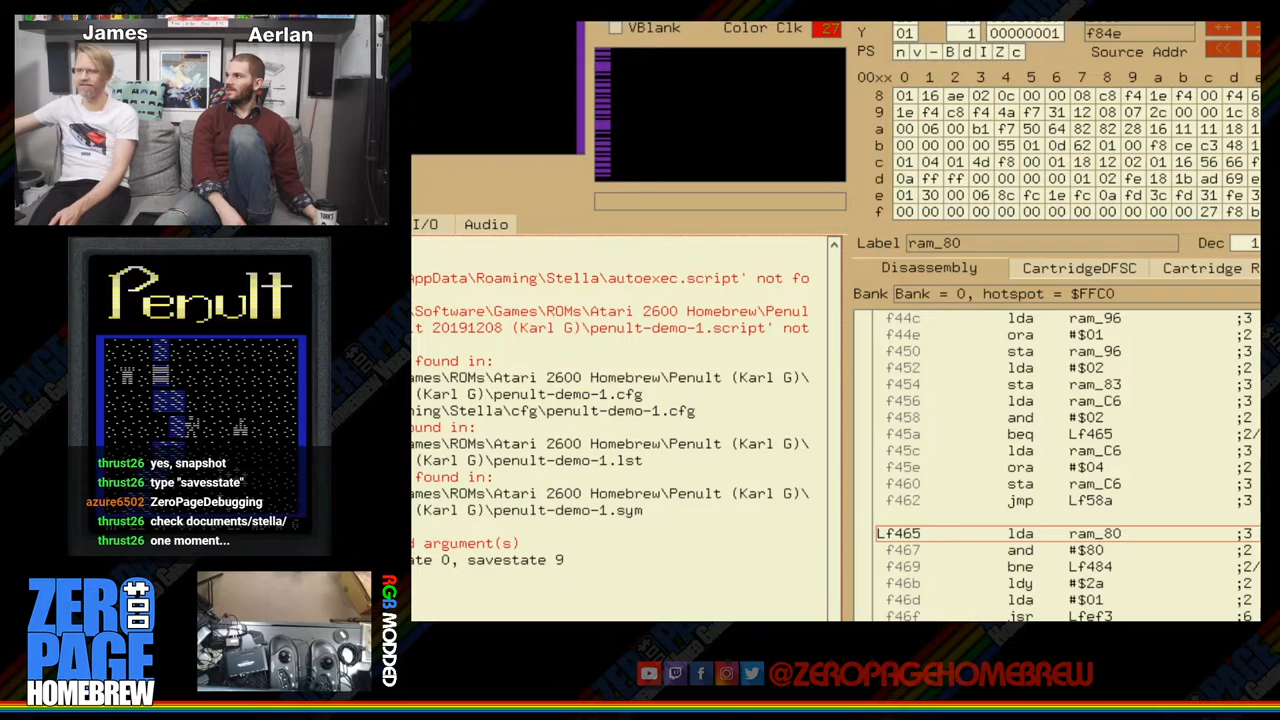 James
Aerlan
Penult
thrust26 yes, snapshot
thrust26 type "savesstate"
azure6502 ZeroPageDebugging
thrust26 check documents/stella/
thrust26 one moment...
ZERO
PAGE
HOMEBREW
RGB MODDED
VBlank Color Clk 27
Y 01 1 00000001 f84e
PS n v - B d I Z c Source Addr
00xx 0 1 2 3 4 5 6 7 8 9 a b c d e
8 01 16 ae 02 0c 00 00 08 c8 f4 1e f4 00 f4 6
9 1e f4 c8 f4 4a f7 31 12 08 07 2c 00 00 1c 8
a 00 06 00 b1 f7 50 64 82 82 02 16 11 11 18 1
b 00 00 00 00 55 00 0d 62 01 00 f8 ce c3 47
c 01 04 01 4d f8 00 01 18 12 02 01 16 56 66 f
d 0a ff ff 00 00 00 00 01 02 fe 18 1b ad 69 e
e 01 30 00 06 8c fc 1e fc 0a fd 3c fd 31 fe 3
f 00 00 00 00 00 00 00 00 00 00 00 00 27 f8 b
Label ram_80 Dec 1
I/O Audio
AppData\Roaming\Stella\autoexec.script' not fo
Software\Games\ROMs\Atari 2600 Homebrew\Penul
t 20191208 (Karl G)\penult-demo-1.script' not
found in:
ames\ROMs\Atari 2600 Homebrew\Penult (Karl G)\
(Karl G)\penult-demo-1.cfg
ning\Stella\cfg\penult-demo-1.cfg
ound in:
ames\ROMs\Atari 2600 Homebrew\Penult (Karl G)\
(Karl G)\penult-demo-1.lst
found in:
ames\ROMs\Atari 2600 Homebrew\Penult (Karl G)\
(Karl G)\penult-demo-1.sym
d argument(s)
ate 0, savestate 9
Disassembly CartridgeDFSC Cartridge R
Bank Bank = 0, hotspot = $FFC0
f44c lda ram_96 ;3
f44e ora #$01 ;2
f450 sta ram_96 ;3
f452 lda #$02 ;2
f454 sta ram_83 ;3
f456 lda ram_C6 ;3
f458 and #$02 ;2
f45a beq Lf465 ;2/
f45c lda ram_C6 ;3
f45e ora #$04 ;2
f460 sta ram_C6 ;3
f462 jmp Lf58a ;3
Lf465 lda ram_80 ;3
f467 and #$80 ;2
f469 bne Lf484 ;2/
f46b ldy #$2a ;2
f46d lda #$01 ;2
f46f jsr Lfef3 ;6
@ZEROPAGEHOMEBREW